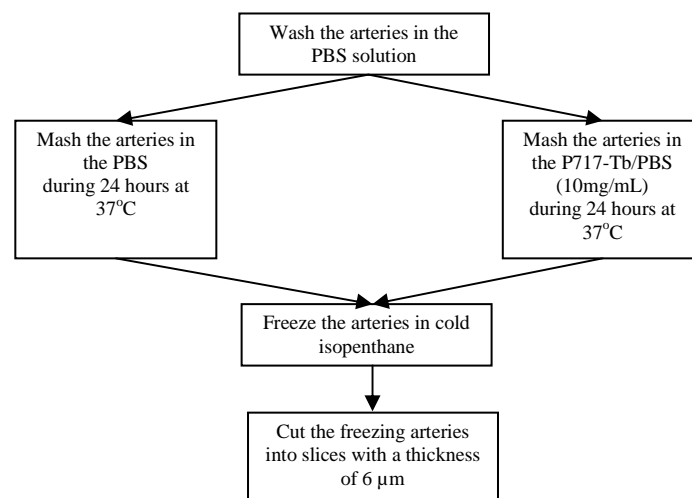 Wash the arteries in the
PBS solution
Mash the arteries in
the PBS
during 24 hours at
37°C
Mash the arteries in
the P717-Tb/PBS
(10mg/mL)
during 24 hours at
37°C
Freeze the arteries in cold
isopenthane
Cut the freezing arteries
into slices with a thickness
of 6 µm